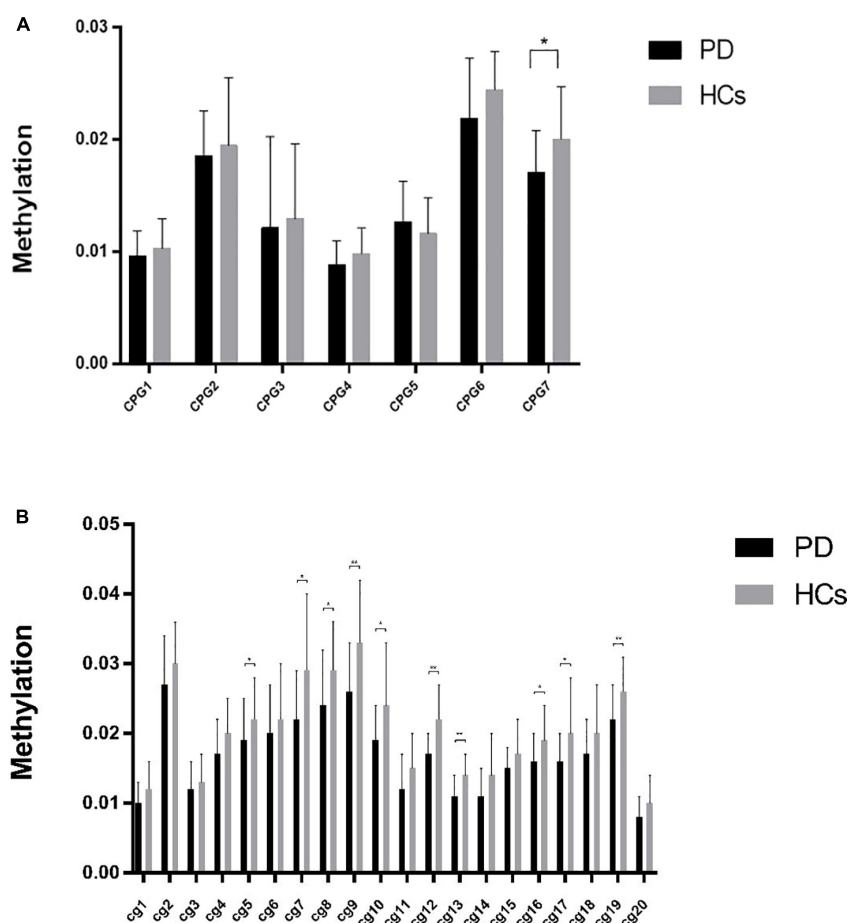 A
0.03
*
PD
HCs
0.02
0.01
0.00
Methylation
CPG1 CPG2 CPG3 CPG4 CPG5 CPG6 CPG7
B
0.05
PD
HCs
0.04
0.03
0.02
0.01
0.00
Methylation
* * * ** * ** ** * * **
cg1 cg2 cg3 cg4 cg5 cg6 cg7 cg8 cg9 cg10 cg11 cg12 cg13 cg14 cg15 cg16 cg17 cg18 cg19 cg20